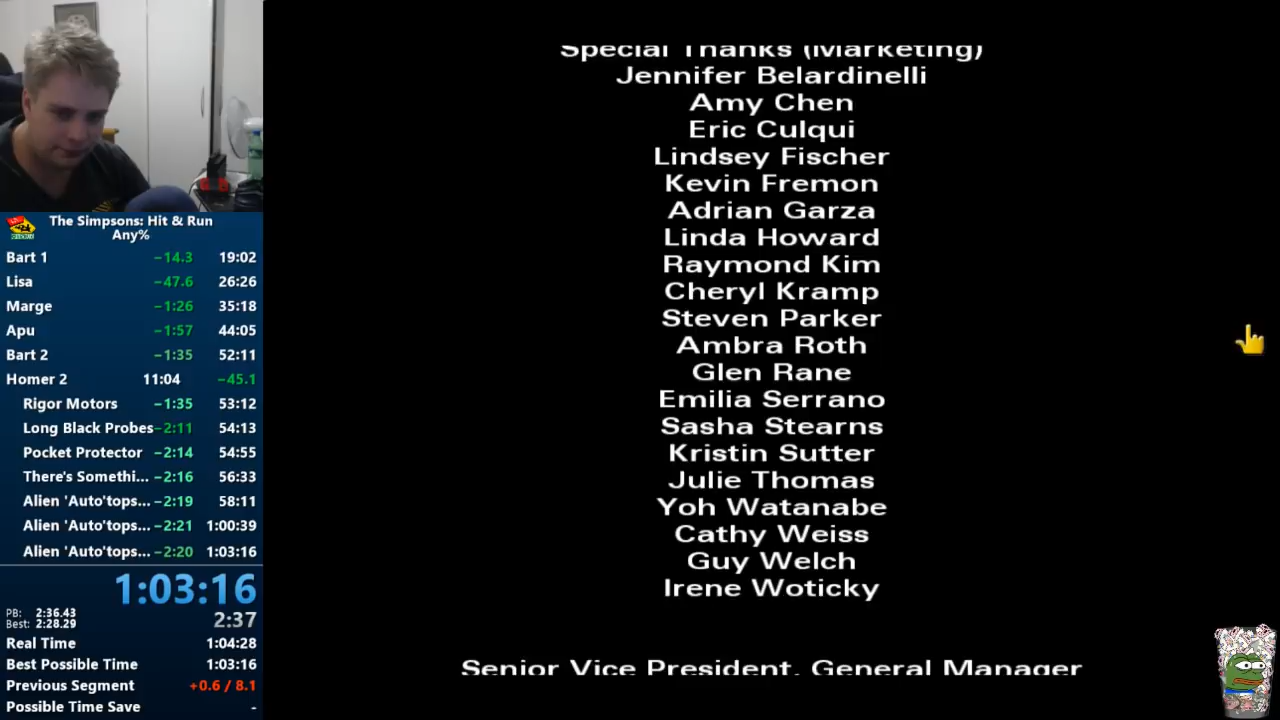 The Simpsons: Hit & Run
Any%
Bart 1 -14.3 19:02
Lisa -47.6 26:26
Marge -1:26 35:18
Apu -1:57 44:05
Bart 2 -1:35 52:11
Homer 2 11:04 -45.1
Rigor Motors -1:35 53:12
Long Black Probes -2:11 54:13
Pocket Protector -2:14 54:55
There's Somethi... -2:16 56:33
Alien 'Auto'tops... -2:19 58:11
Alien 'Auto'tops... -2:21 1:00:39
Alien 'Auto'tops... -2:20 1:03:16
1:03:16
PB: 2:36.43
Best: 2:28.29
2:37
Real Time 1:04:28
Best Possible Time 1:03:16
Previous Segment +0.6 / 8.1
Possible Time Save -
Special Thanks (Marketing)
Jennifer Belardinelli
Amy Chen
Eric Culqui
Lindsey Fischer
Kevin Fremon
Adrian Garza
Linda Howard
Raymond Kim
Cheryl Kramp
Steven Parker
Ambra Roth
Glen Rane
Emilia Serrano
Sasha Stearns
Kristin Sutter
Julie Thomas
Yoh Watanabe
Cathy Weiss
Guy Welch
Irene Woticky
Senior Vice President, General Manager